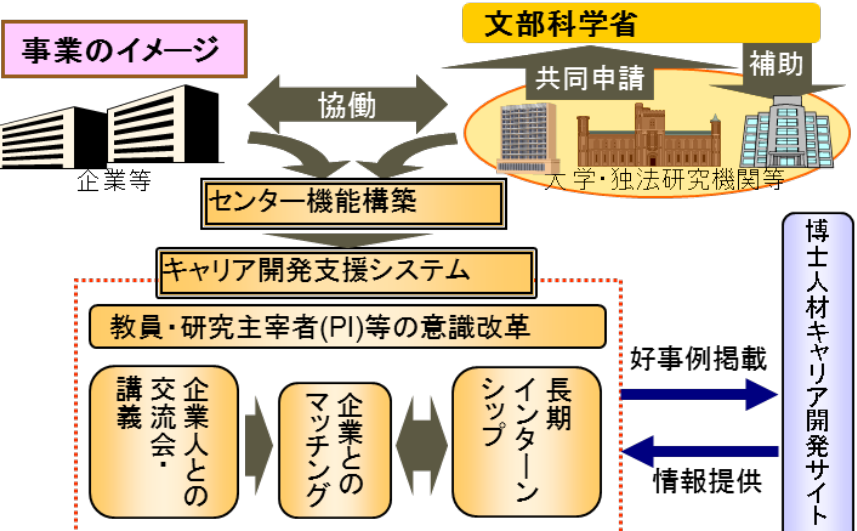 文部科学省
事業のイメージ
共同申請
補助
協働
企業等
大学・独法研究機関等
センター機能構築
キャリア開発支援システム
教員・研究主宰者(PI)等の意識改革
企業人との
交流会・
講義
企業との
マッチング
長期
インターン
シップ
好事例掲載
情報提供
博士人材キャリア開発サイト